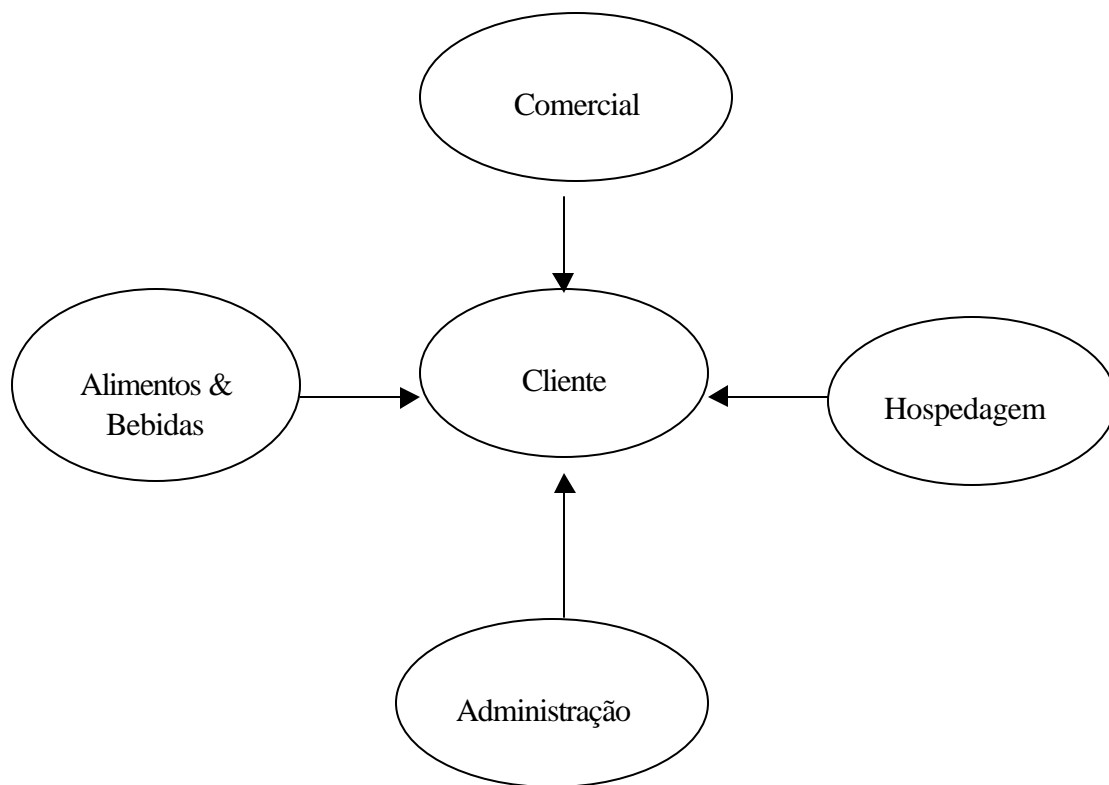 Comercial
Alimentos &
Bebidas
Cliente
Hospedagem
Administração